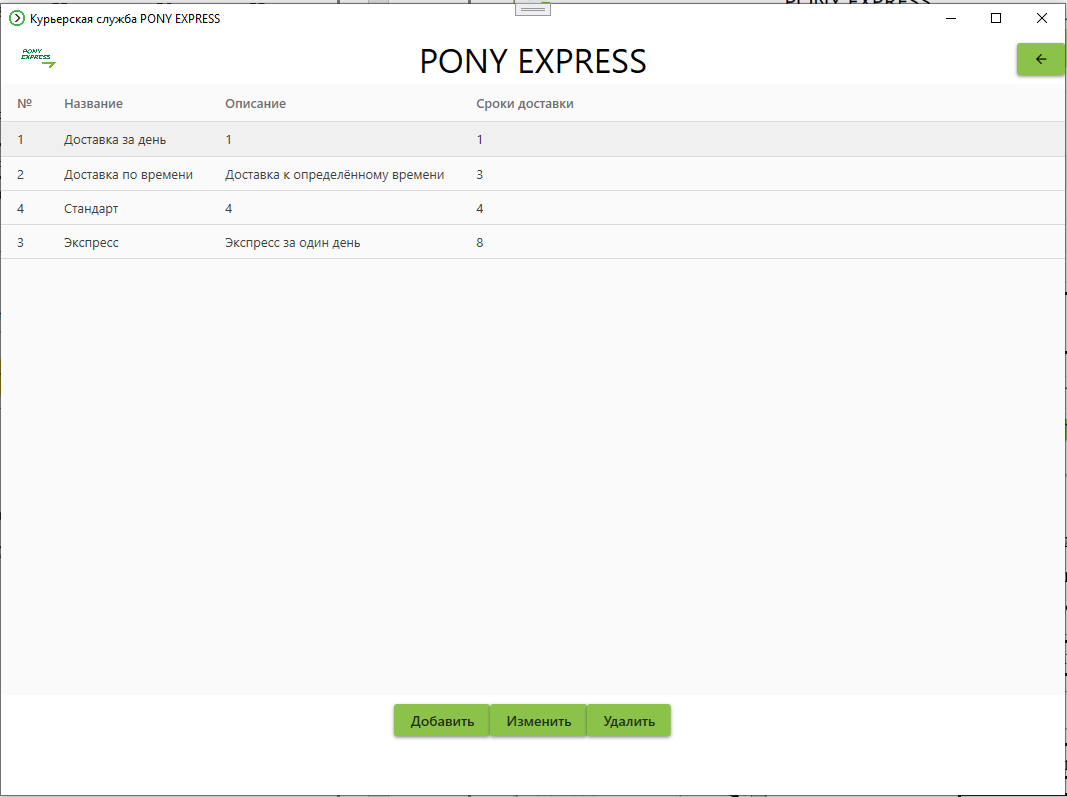 Курьерская служба PONY EXPRESS
PONY EXPRESS
PONY EXPRESS
№ Название Описание Сроки доставки
1 Доставка за день 1 1
2 Доставка по времени Доставка к определённому времени 3
4 Стандарт 4 4
3 Экспресс Экспресс за один день 8
Добавить Изменить Удалить